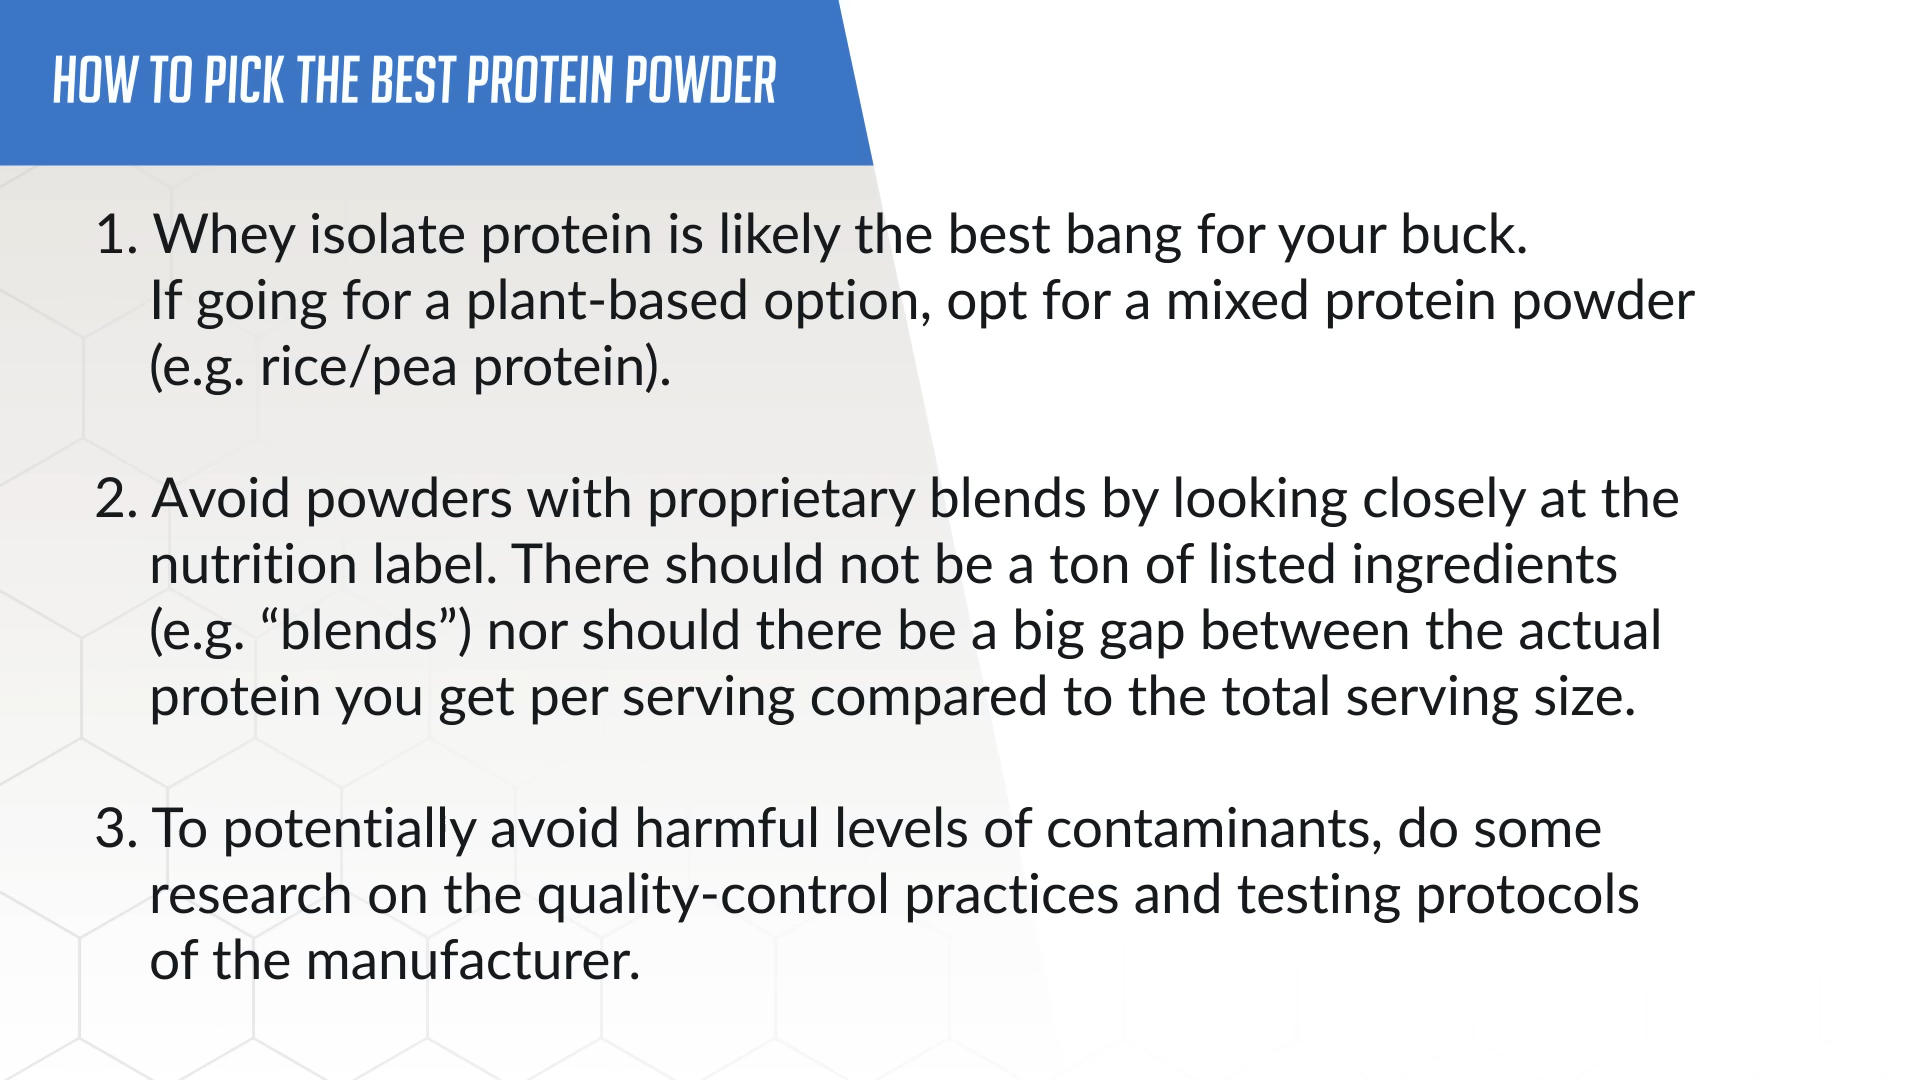 HOW TO PICK THE BEST PROTEIN POWDER
1. Whey isolate protein is likely the best bang for your buck.
If going for a plant-based option, opt for a mixed protein powder
(e.g. rice/pea protein).
2. Avoid powders with proprietary blends by looking closely at the
nutrition label. There should not be a ton of listed ingredients
(e.g. “blends”) nor should there be a big gap between the actual
protein you get per serving compared to the total serving size.
3. To potentially avoid harmful levels of contaminants, do some
research on the quality-control practices and testing protocols
of the manufacturer.